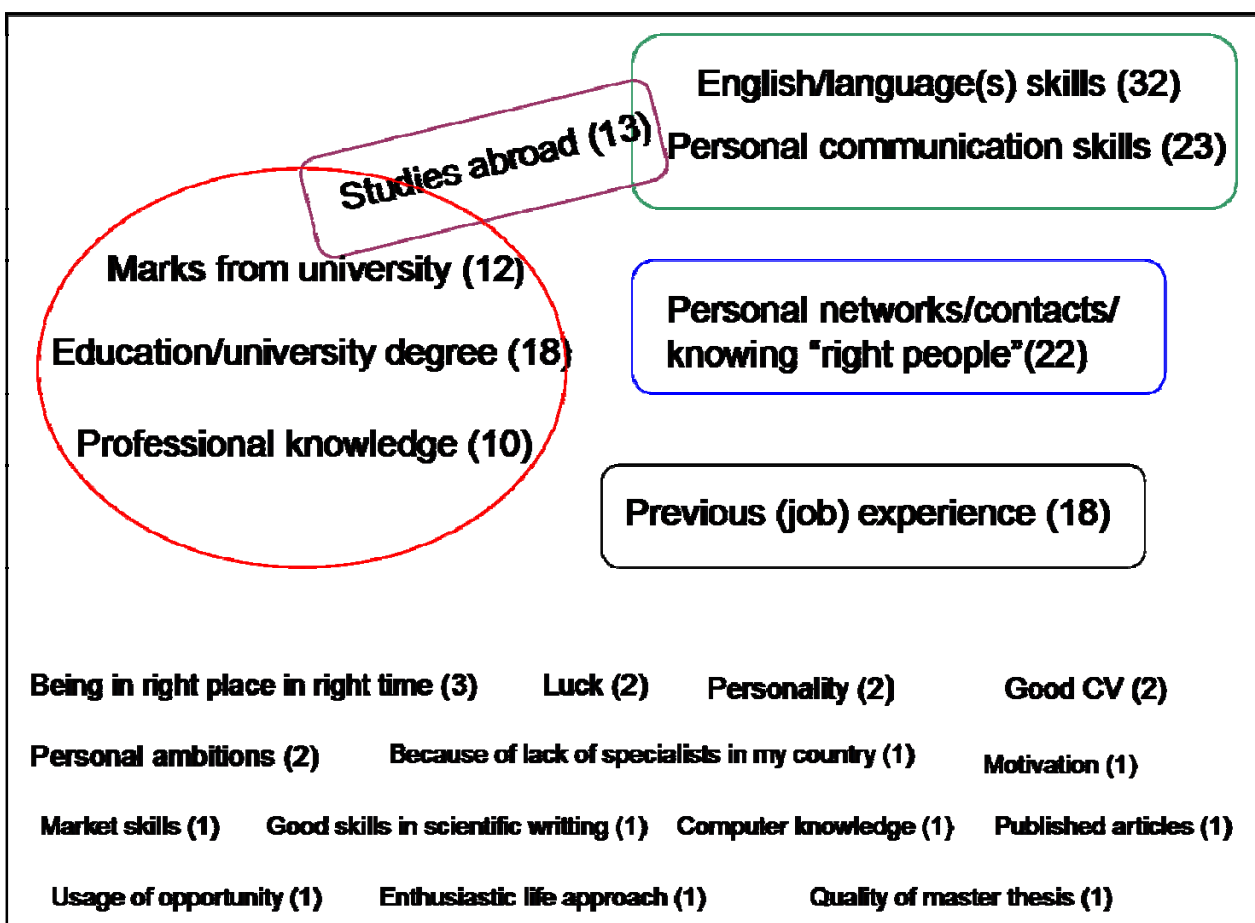 English/language(s) skills (32)
Studies abroad (13)
Personal communication skills (23)
Marks from university (12)
Education/university degree (18)
Professional knowledge (10)
Personal networks/contacts/
knowing "right people"(22)
Previous (job) experience (18)
Being in right place in right time (3)
Luck (2)
Personality (2)
Good CV (2)
Personal ambitions (2)
Because of lack of specialists in my country (1)
Motivation (1)
Market skills (1)
Good skills in scientific writting (1)
Computer knowledge (1)
Published articles (1)
Usage of opportunity (1)
Enthusiastic life approach (1)
Quality of master thesis (1)